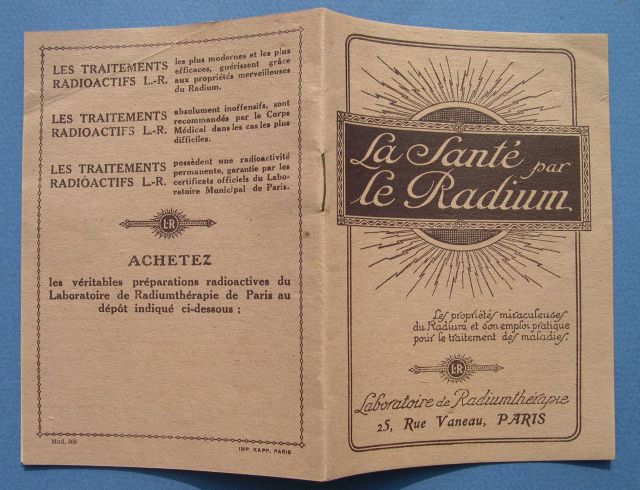 LES TRAITEMENTS
RADIOACTIFS L.-R.
les plus modernes et les plus
efficaces, guérissent grâce
aux propriétés merveilleuses
du Radium.
LES TRAITEMENTS
RADIOACTIFS L.-R.
absolument inoffensifs, sont
recommandés par le Corps
Médical dans les cas les plus
difficiles.
LES TRAITEMENTS
RADIOACTIFS L.-R.
possèdent une radioactivité
permanente, garantie par les
certificats officiels du Labo-
ratoire Municipal de Paris.
L·R
ACHETEZ
les véritables préparations radioactives du
Laboratoire de Radiumthérapie de Paris au
dépôt indiqué ci-dessous :
Mod. 368
IMP. KAPP, PARIS
La Santé par
le Radium
Les propriétés miraculeuses
du Radium et son emploi pratique
pour le traitement des maladies.
L·R
Laboratoire de Radiumthérapie
25, Rue Vaneau, PARIS